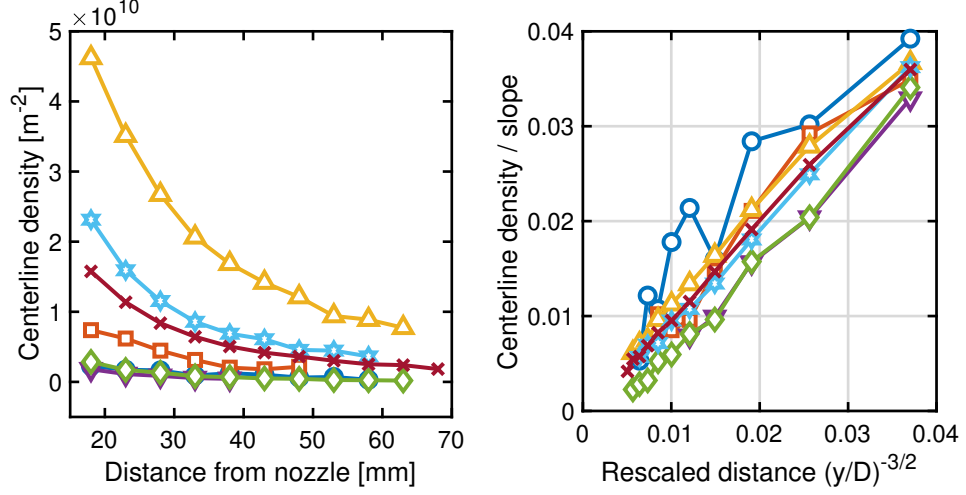 ×10^10
5
4
3
2
1
0
20 30 40 50 60 70
Centerline density [m^-2]
Distance from nozzle [mm]
0.04
0.03
0.02
0.01
0
0 0.01 0.02 0.03 0.04
Centerline density / slope
Rescaled distance (y/D)^-3/2